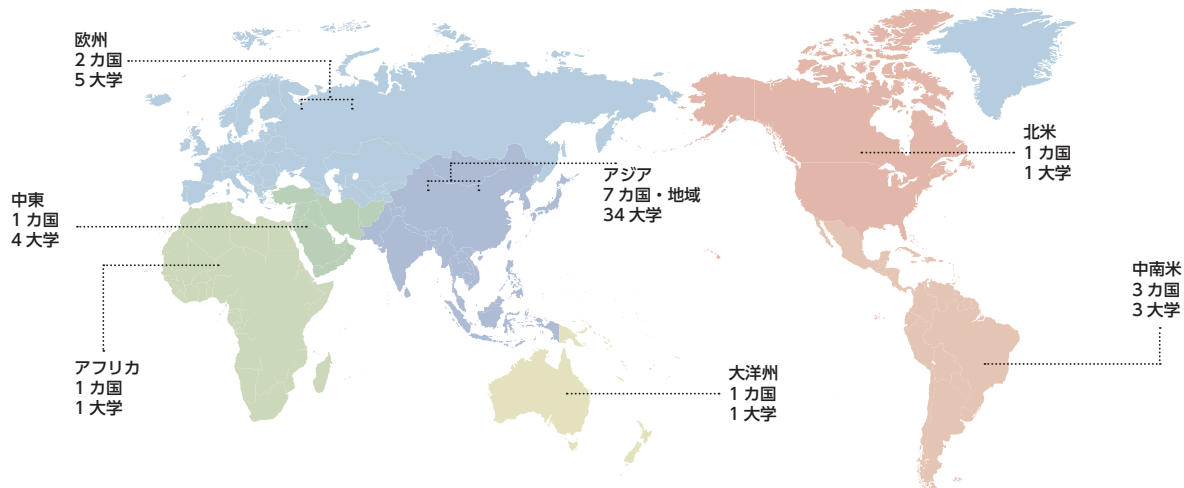 欧州
2 カ国
5 大学
北米
1 カ国
1 大学
アジア
7 カ国・地域
34 大学
中東
1 カ国
4 大学
中南米
3 カ国
3 大学
アフリカ
1 カ国
1 大学
大洋州
1 カ国
1 大学